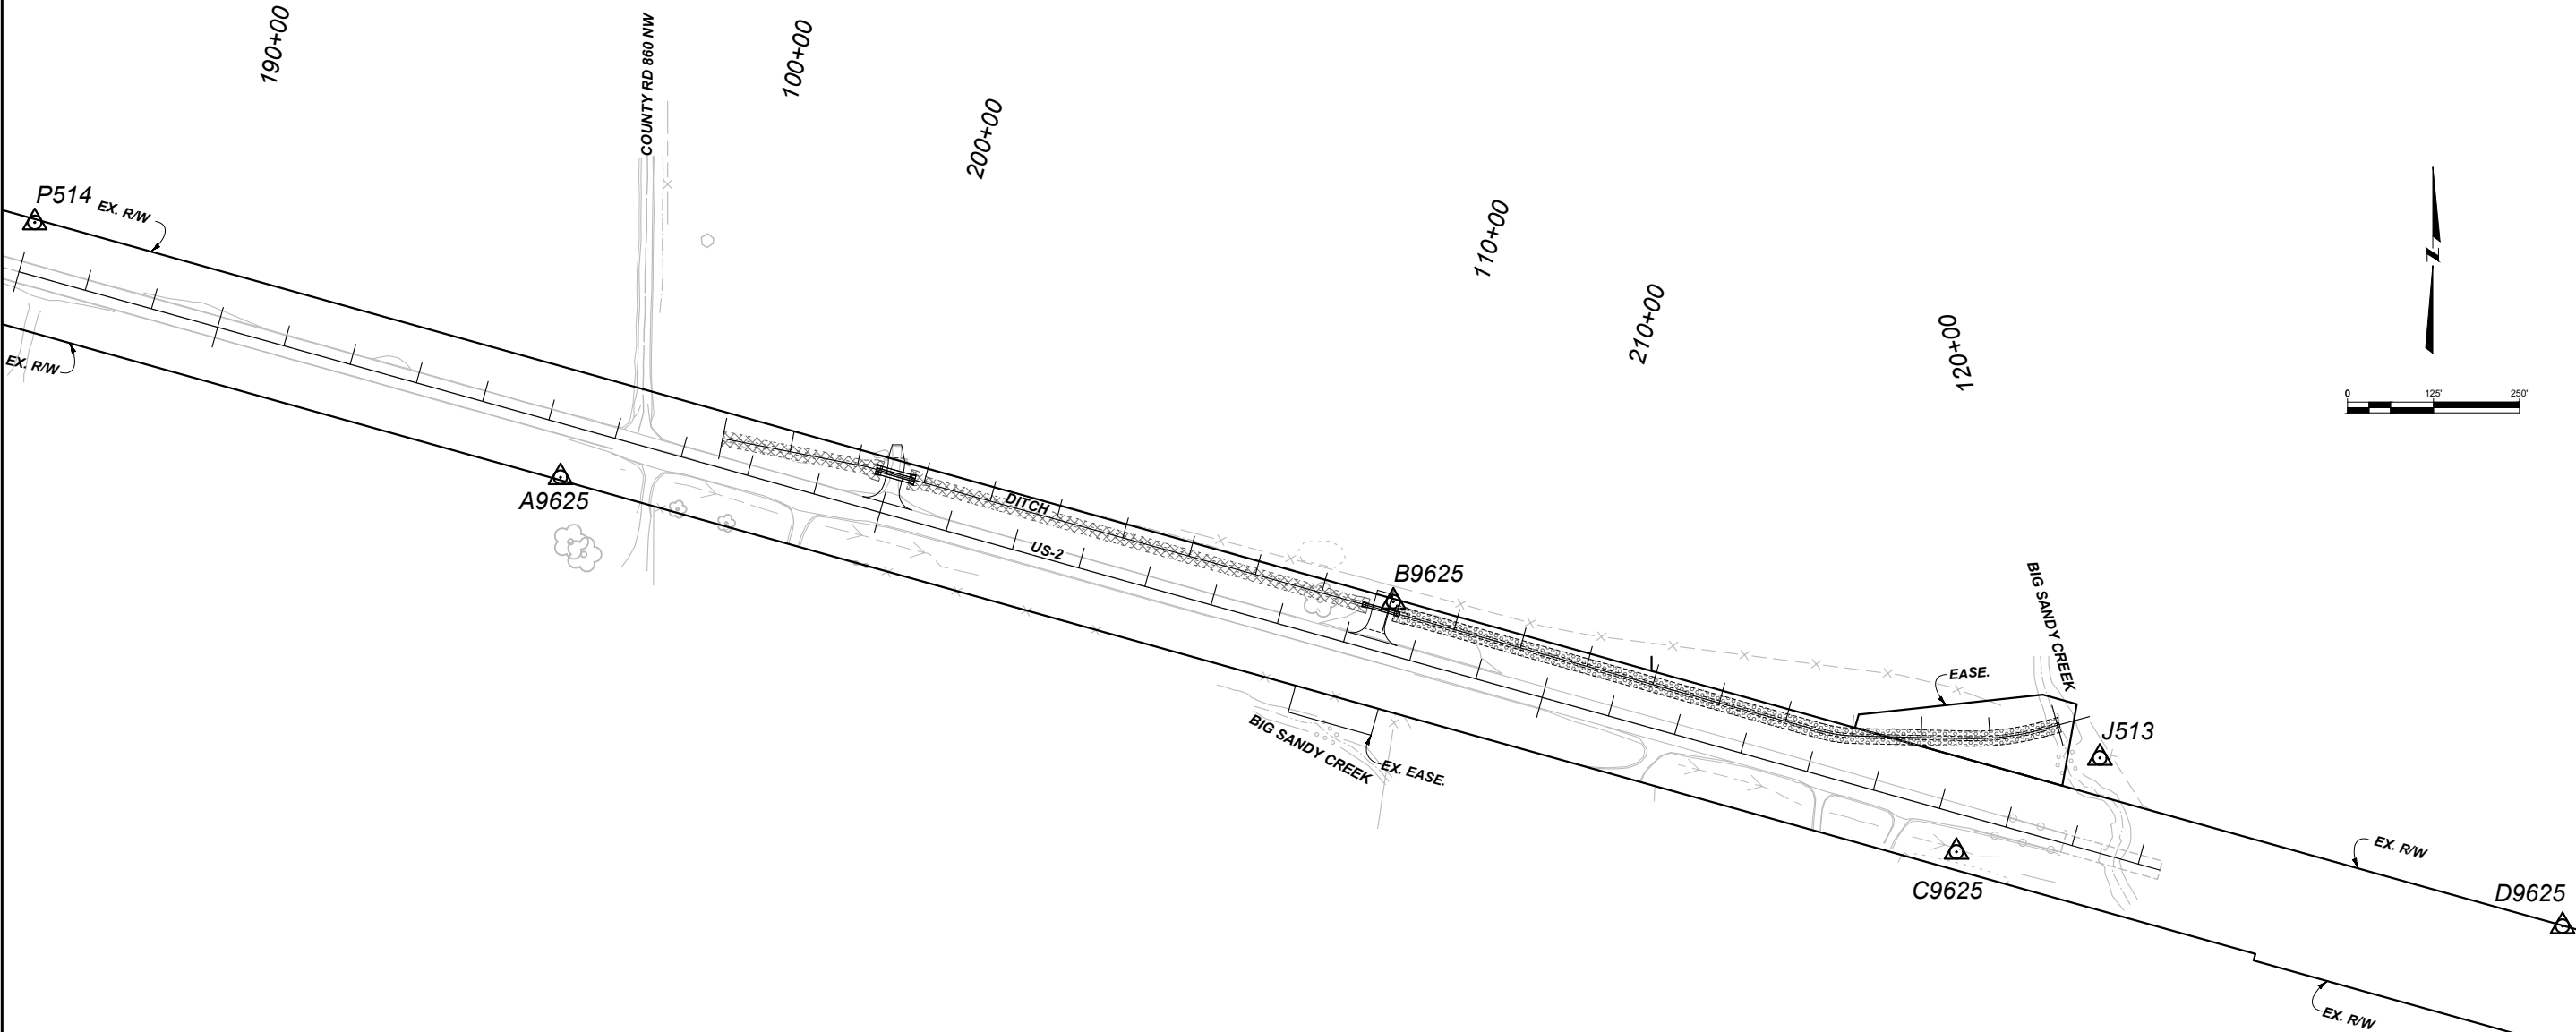 190+00
COUNTY RD 860 NW
100+00
200+00
P514
EX. R/W
EX. R/W
A9625
DITCH
US-2
110+00
210+00
120+00
N
0 125' 250'
B9625
BIG SANDY CREEK
EX. EASE.
BIG SANDY CREEK
EASE.
J513
C9625
EX. R/W
D9625
EX. R/W